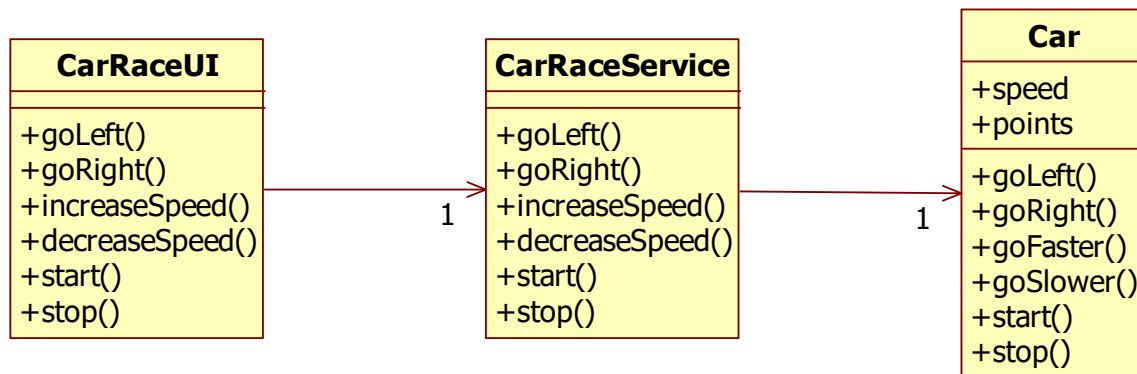 CarRaceUI
+goLeft()
+goRight()
+increaseSpeed()
+decreaseSpeed()
+start()
+stop()
1
CarRaceService
+goLeft()
+goRight()
+increaseSpeed()
+decreaseSpeed()
+start()
+stop()
1
Car
+speed
+points
+goLeft()
+goRight()
+goFaster()
+goSlower()
+start()
+stop()